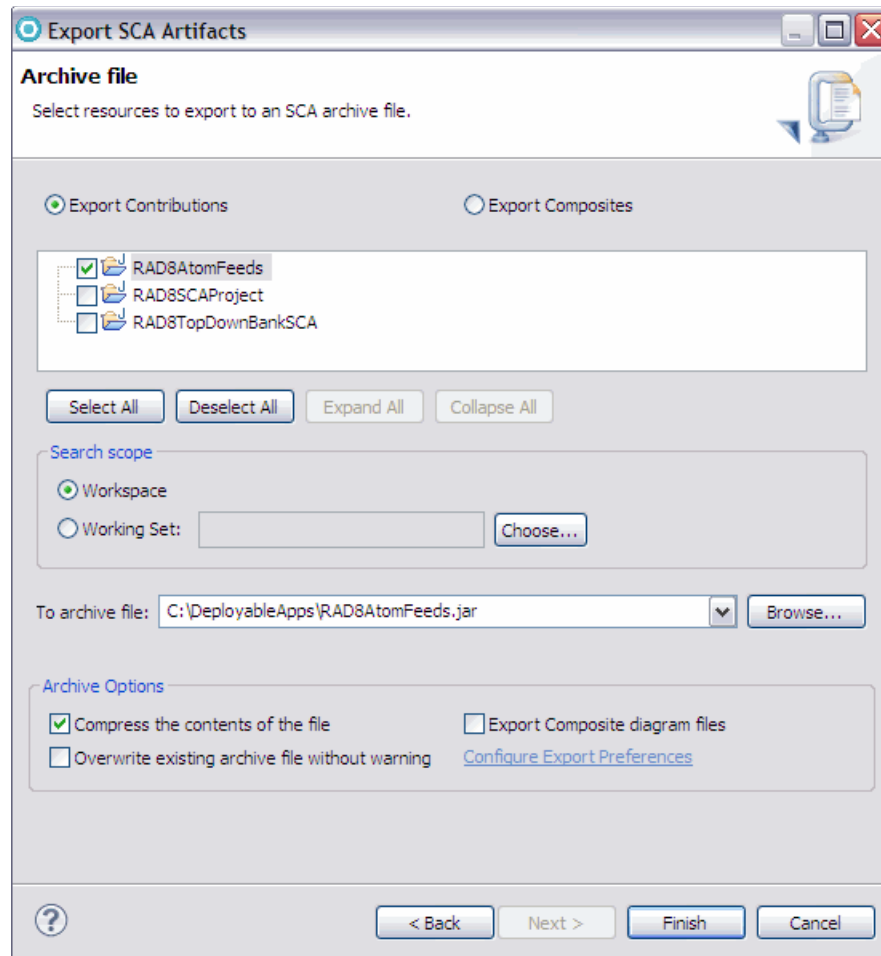 Export SCA Artifacts
Archive file
Select resources to export to an SCA archive file.
Export Contributions Export Composites
RAD8AtomFeeds
RAD8SCAProject
RAD8TopDownBankSCA
Select All Deselect All Expand All Collapse All
Search scope
Workspace
Working Set: Choose...
To archive file: C:\DeployableApps\RAD8AtomFeeds.jar Browse...
Archive Options
Compress the contents of the file Export Composite diagram files
Overwrite existing archive file without warning Configure Export Preferences
? < Back Next > Finish Cancel